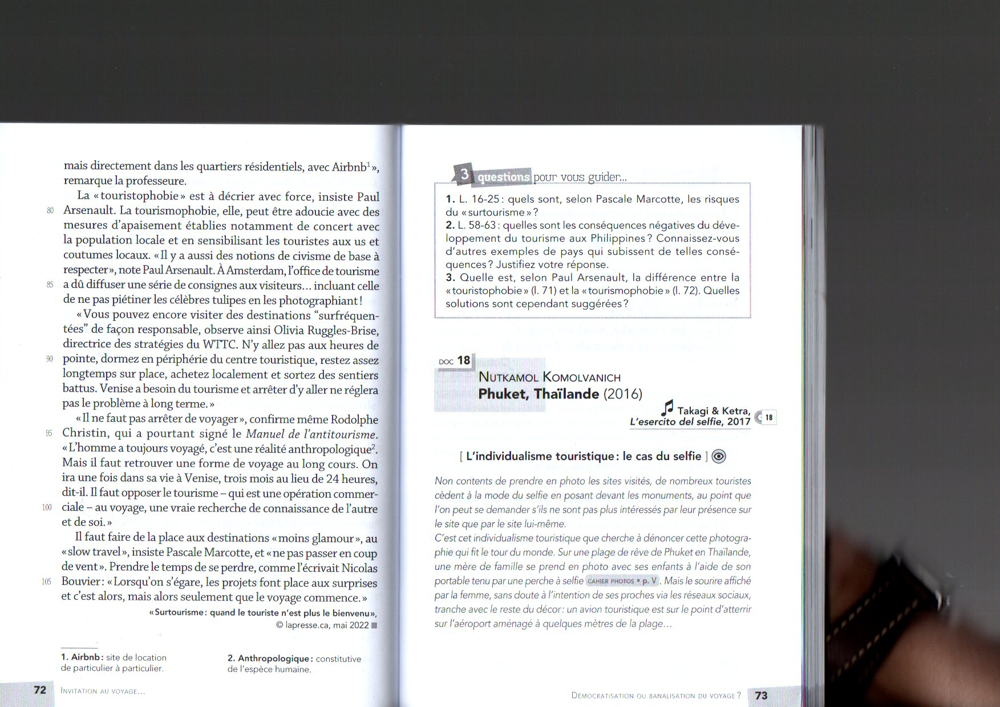 mais directement dans les quartiers résidentiels, avec Airbnb¹ »,
remarque la professeure.
La « touristophobie » est à décrier avec force, insiste Paul
80 Arsenault. La tourismophobie, elle, peut être adoucie avec des
mesures d'apaisement établies notamment de concert avec
la population locale et en sensibilisant les touristes aux us et
coutumes locaux. « Il y a aussi des notions de civisme de base à
respecter », note Paul Arsenault. À Amsterdam, l'office de tourisme
85 a dû diffuser une série de consignes aux visiteurs… incluant celle
de ne pas piétiner les célèbres tulipes en les photographiant !
« Vous pouvez encore visiter des destinations “surfréquen-
tées” de façon responsable, observe ainsi Olivia Ruggles-Brise,
directrice des stratégies du WTTC. N'y allez pas aux heures de
90 pointe, dormez en périphérie du centre touristique, restez assez
longtemps sur place, achetez localement et sortez des sentiers
battus. Venise a besoin du tourisme et arrêter d'y aller ne réglera
pas le problème à long terme. »
« Il ne faut pas arrêter de voyager », confirme même Rodolphe
95 Christin, qui a pourtant signé le Manuel de l'antitourisme.
« L'homme a toujours voyagé, c'est une réalité anthropologique².
Mais il faut retrouver une forme de voyage au long cours. On
ira une fois dans sa vie à Venise, trois mois au lieu de 24 heures,
dit-il. Il faut opposer le tourisme – qui est une opération commer-
100 ciale – au voyage, une vraie recherche de connaissance de l'autre
et de soi. »
Il faut faire de la place aux destinations « moins glamour », au
« slow travel », insiste Pascale Marcotte, et « ne pas passer en coup
de vent ». Prendre le temps de se perdre, comme l'écrivait Nicolas
105 Bouvier : « Lorsqu'on s'égare, les projets font place aux surprises
et c'est alors, mais alors seulement que le voyage commence. »
« Surtourisme : quand le touriste n'est plus le bienvenu »,
© lapresse.ca, mai 2022
1. Airbnb : site de location
de particulier à particulier.
2. Anthropologique : constitutive
de l'espèce humaine.
72 INVITATION AU VOYAGE…
3 questions pour vous guider…
1. L. 16-25 : quels sont, selon Pascale Marcotte, les risques
du « surtourisme » ?
2. L. 58-63 : quelles sont les conséquences négatives du déve-
loppement du tourisme aux Philippines ? Connaissez-vous
d'autres exemples de pays qui subissent de telles consé-
quences ? Justifiez votre réponse.
3. Quelle est, selon Paul Arsenault, la différence entre la
« touristophobie » (l. 71) et la « tourismophobie » (l. 72). Quelles
solutions sont cependant suggérées ?
DOC 18
NUTKAMOL KOMOLVANICH
Phuket, Thaïlande (2016)
Takagi & Ketra,
L'esercito del selfie, 2017
18
[ L'individualisme touristique : le cas du selfie ]
Non contents de prendre en photo les sites visités, de nombreux touristes
cèdent à la mode du selfie en posant devant les monuments, au point que
l'on peut se demander s'ils ne sont pas plus intéressés par leur présence sur
le site que par le site lui-même.
C'est cet individualisme touristique que cherche à dénoncer cette photogra-
phie qui fit le tour du monde. Sur une plage de rêve de Phuket en Thaïlande,
une mère de famille se prend en photo avec ses enfants à l'aide de son
portable tenu par une perche à selfie CAHIER PHOTOS • p. V . Mais le sourire affiché
par la femme, sans doute à l'intention de ses proches via les réseaux sociaux,
tranche avec le reste du décor : un avion touristique est sur le point d'atterrir
sur l'aéroport aménagé à quelques mètres de la plage…
DÉMOCRATISATION OU BANALISATION DU VOYAGE ? 73